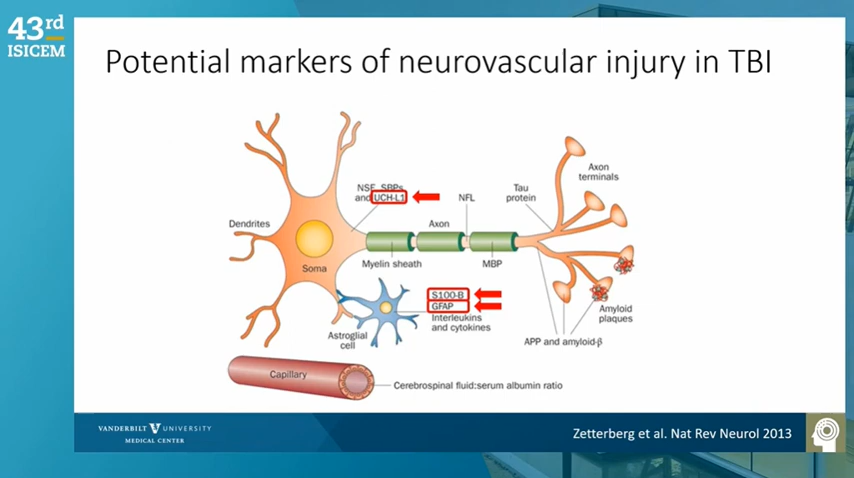 43rd
ISICEM
Potential markers of neurovascular injury in TBI
NSF, SBPs
and UCH-L1
NFL
Tau
protein
Axon
terminals
Dendrites
Axon
Soma
Myelin sheath
MBP
S100-B
GFAP
Interleukins
and cytokines
Amyloid
plaques
Astroglial
cell
APP and amyloid-β
Capillary
Cerebrospinal fluid:serum albumin ratio
VANDERBILT V UNIVERSITY
MEDICAL CENTER
Zetterberg et al. Nat Rev Neurol 2013